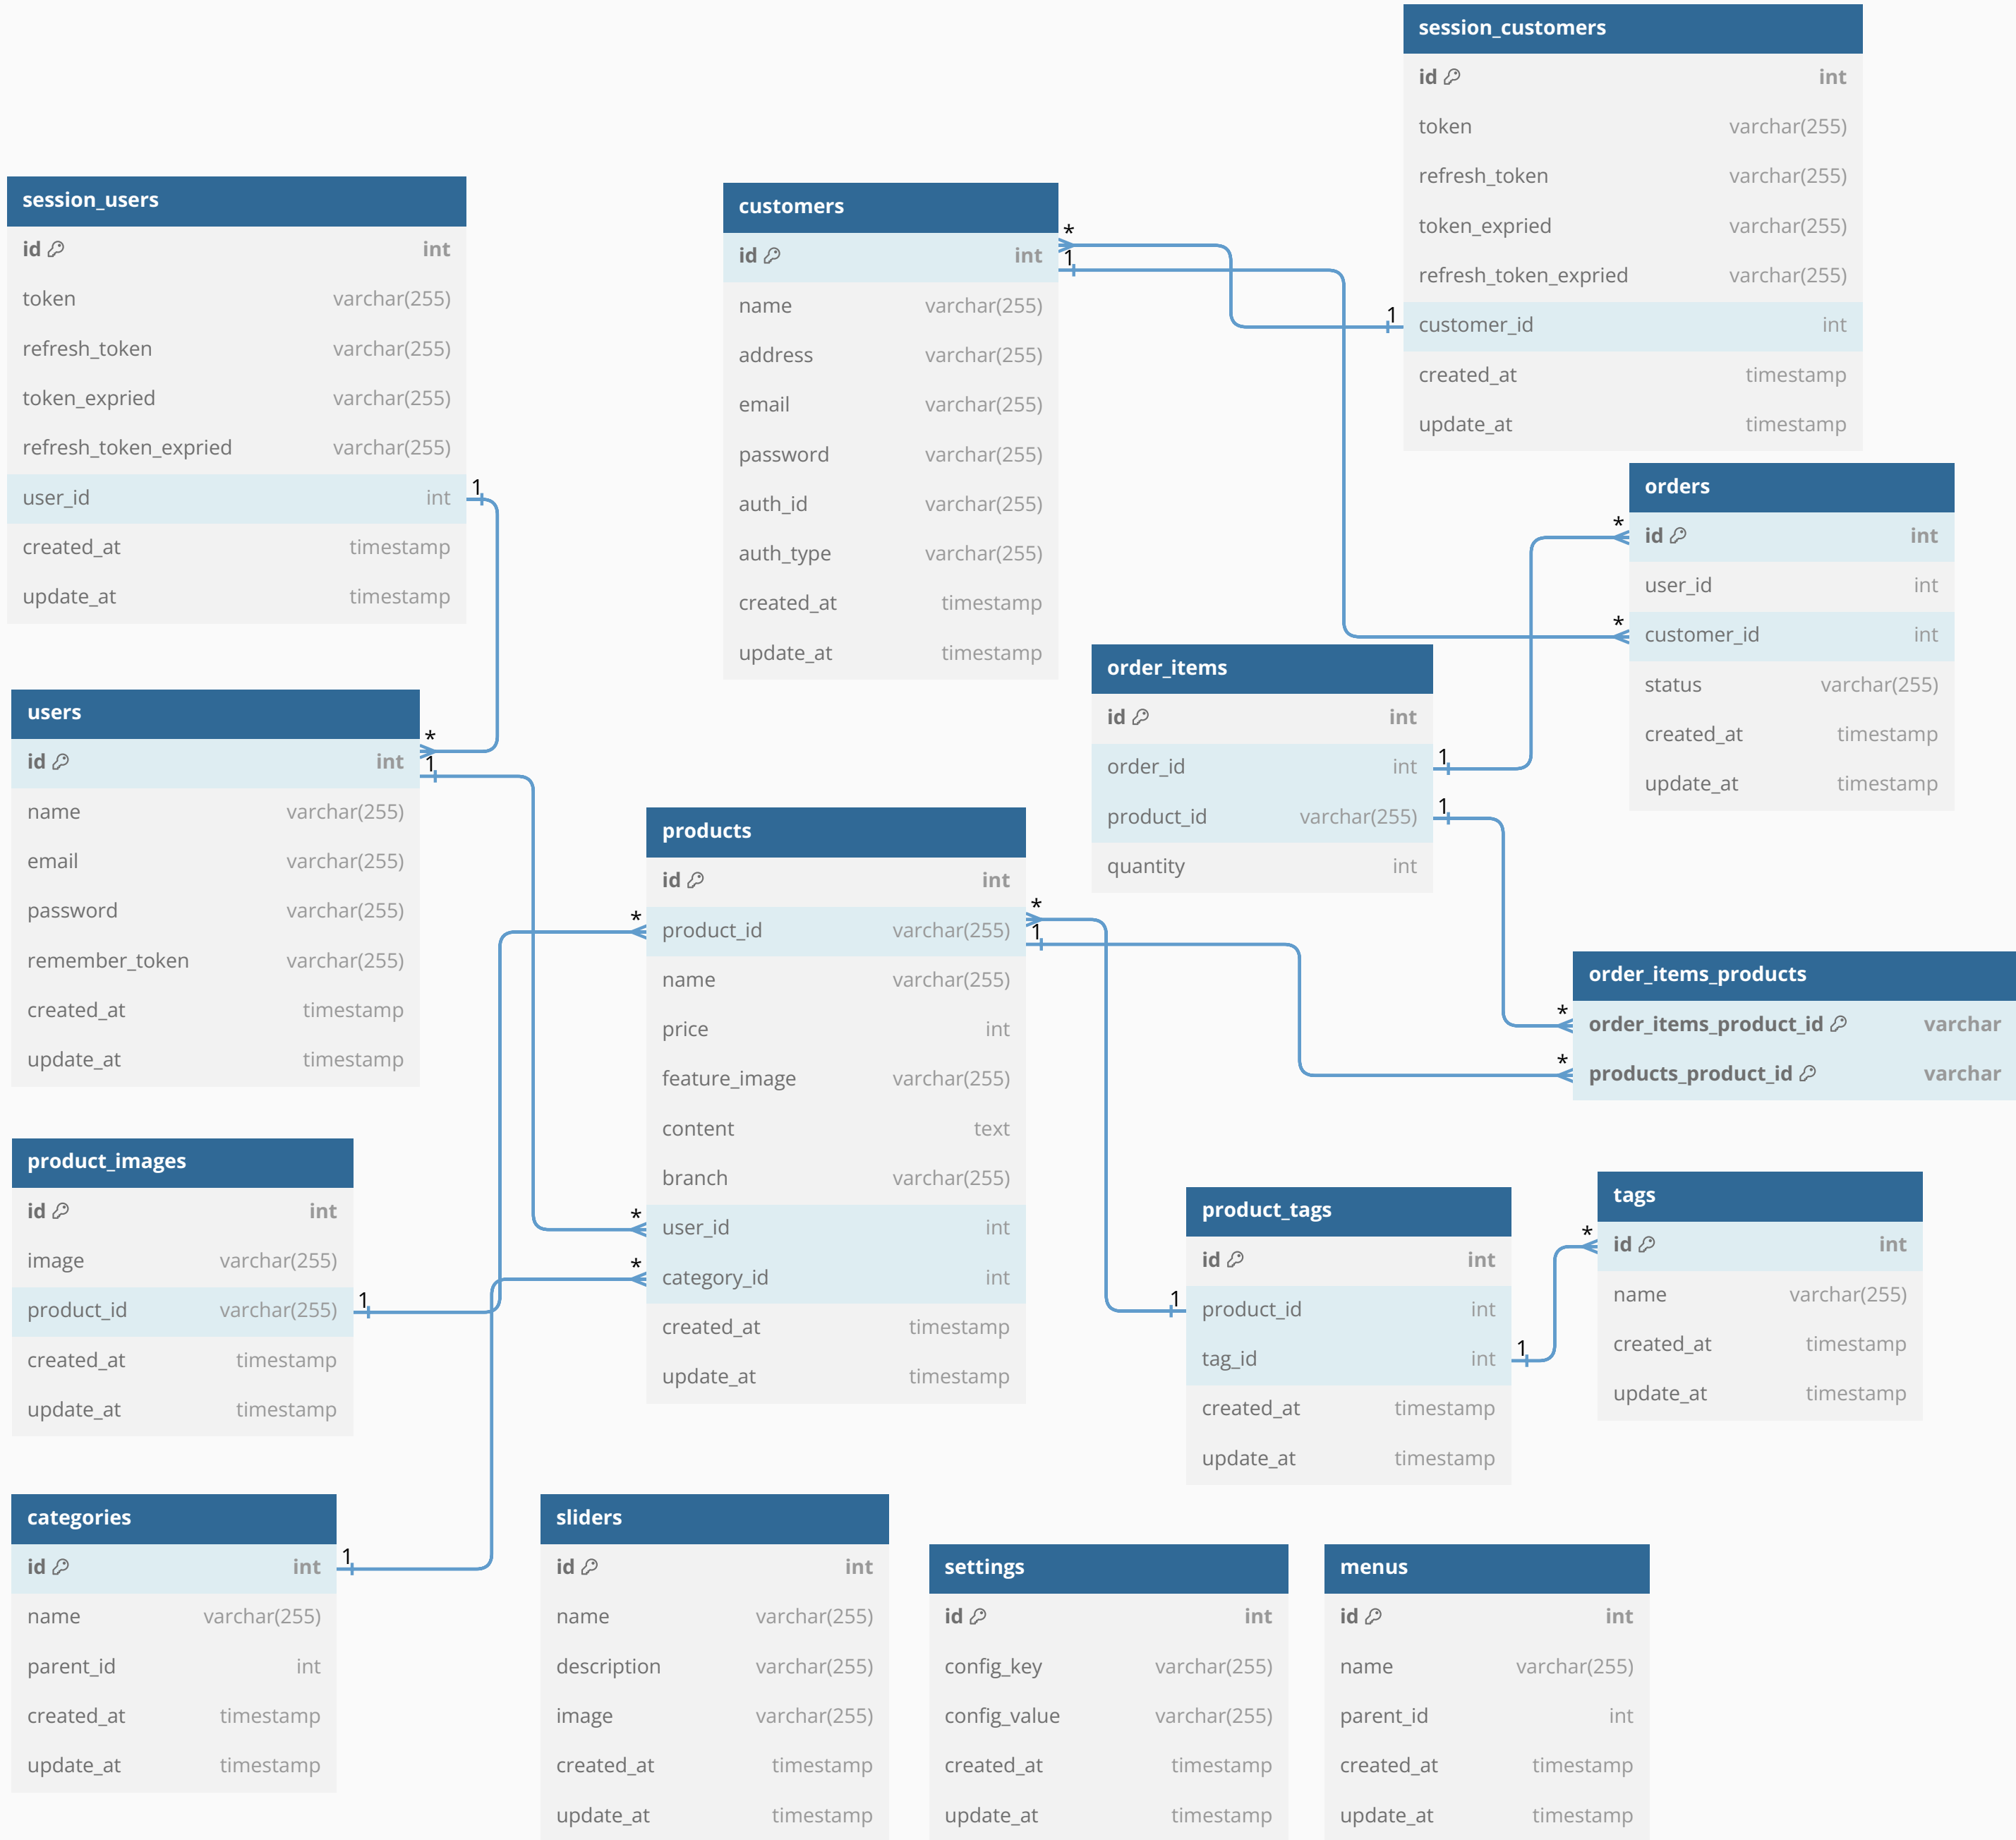 session_customers
id int
token varchar(255)
refresh_token varchar(255)
token_expried varchar(255)
refresh_token_expried varchar(255)
customer_id int
created_at timestamp
update_at timestamp
session_users
id int
token varchar(255)
refresh_token varchar(255)
token_expried varchar(255)
refresh_token_expried varchar(255)
user_id int
created_at timestamp
update_at timestamp
customers
id int
name varchar(255)
address varchar(255)
email varchar(255)
password varchar(255)
auth_id varchar(255)
auth_type varchar(255)
created_at timestamp
update_at timestamp
*
1
1
1
*
1
orders
id int
user_id int
customer_id int
status varchar(255)
created_at timestamp
update_at timestamp
*
*
order_items
id int
order_id int
product_id varchar(255)
quantity int
1
1
users
id int
name varchar(255)
email varchar(255)
password varchar(255)
remember_token varchar(255)
created_at timestamp
update_at timestamp
products
id int
product_id varchar(255)
name varchar(255)
price int
feature_image varchar(255)
content text
branch varchar(255)
user_id int
category_id int
created_at timestamp
update_at timestamp
*
*
1
*
*
order_items_products
order_items_product_id varchar
products_product_id varchar
*
*
product_images
id int
image varchar(255)
product_id varchar(255)
created_at timestamp
update_at timestamp
1
product_tags
id int
product_id int
tag_id int
created_at timestamp
update_at timestamp
1
1
tags
id int
name varchar(255)
created_at timestamp
update_at timestamp
*
categories
id int
name varchar(255)
parent_id int
created_at timestamp
update_at timestamp
1
sliders
id int
name varchar(255)
description varchar(255)
image varchar(255)
created_at timestamp
update_at timestamp
settings
id int
config_key varchar(255)
config_value varchar(255)
created_at timestamp
update_at timestamp
menus
id int
name varchar(255)
parent_id int
created_at timestamp
update_at timestamp